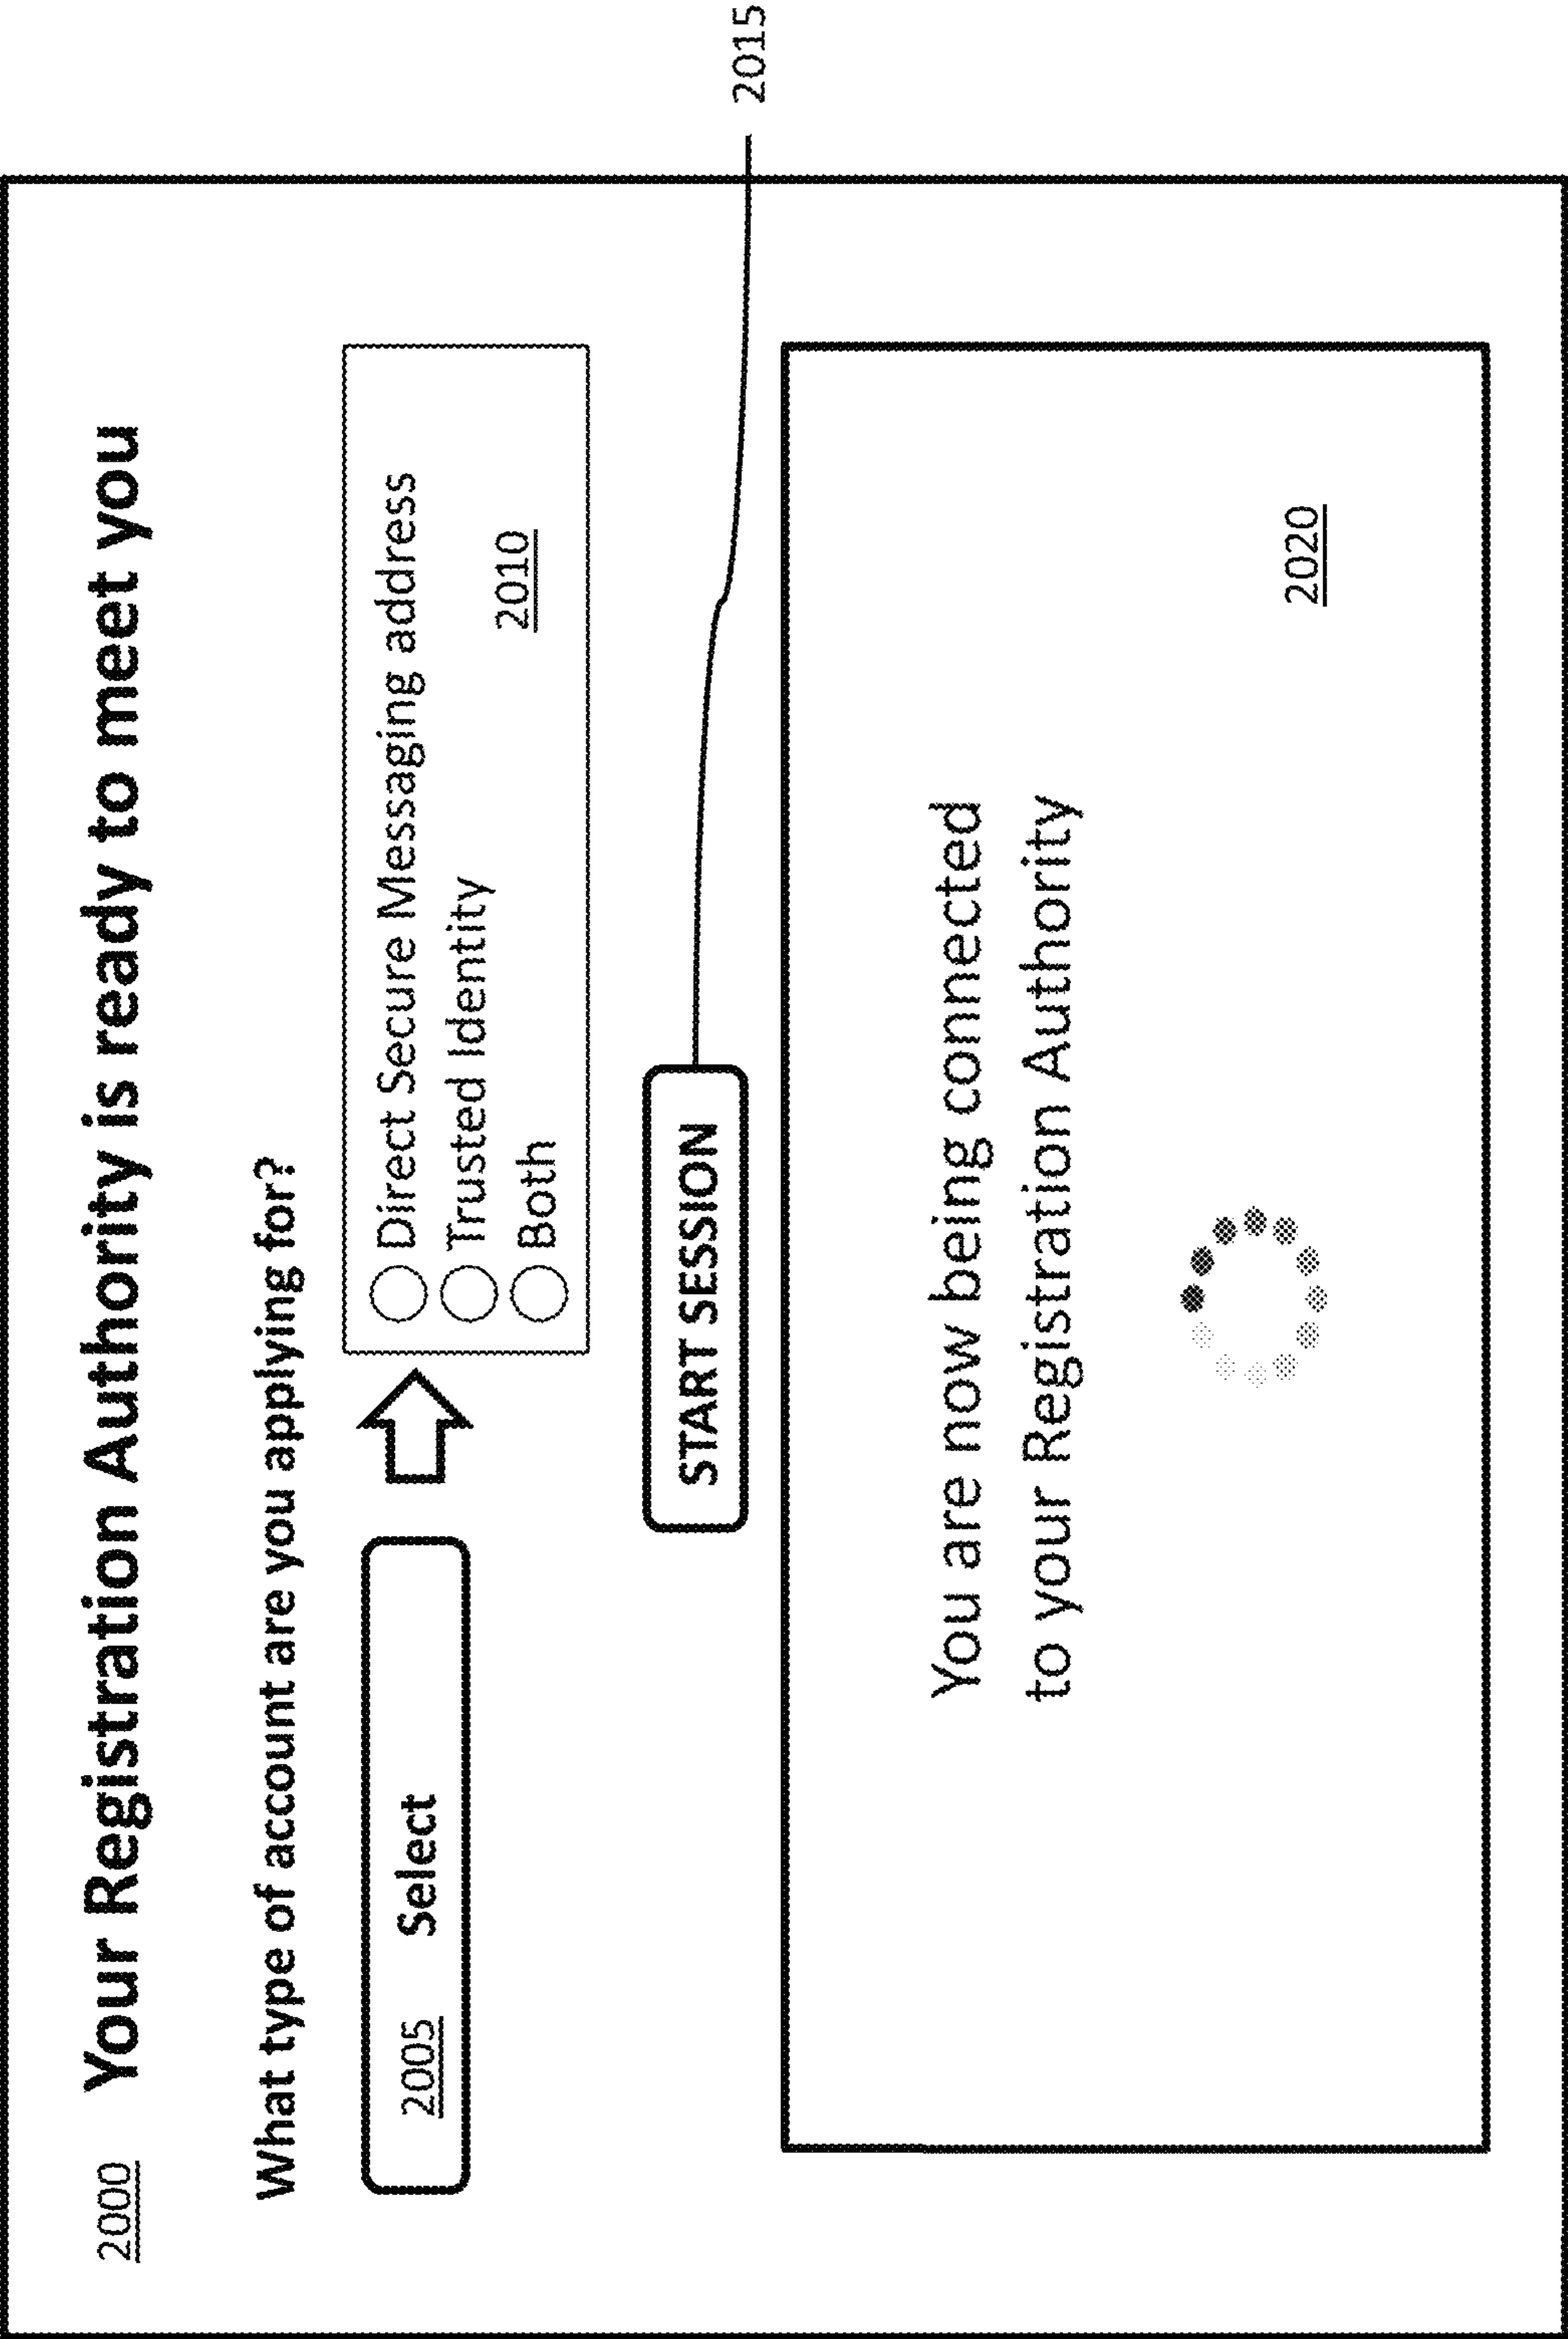 2000 Your Registration Authority is ready to meet you
What type of account are you applying for?
2005 Select
Direct Secure Messaging address
Trusted Identity
2010
Both
START SESSION
2015
You are now being connected
to your Registration Authority
2020